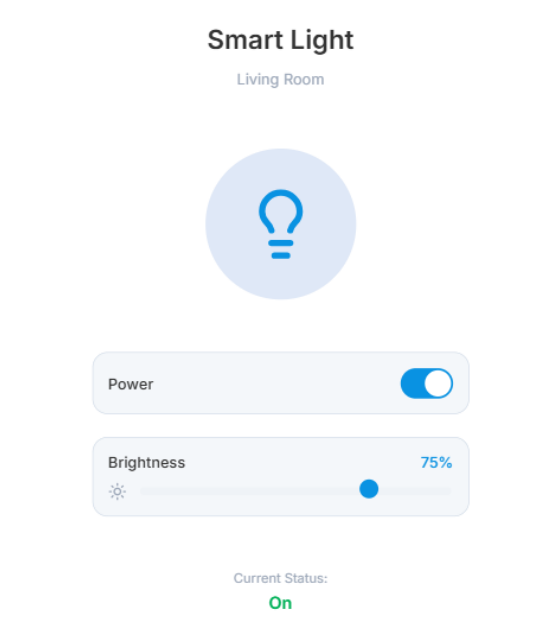 Smart Light
Living Room
Power
Brightness 75%
Current Status:
On